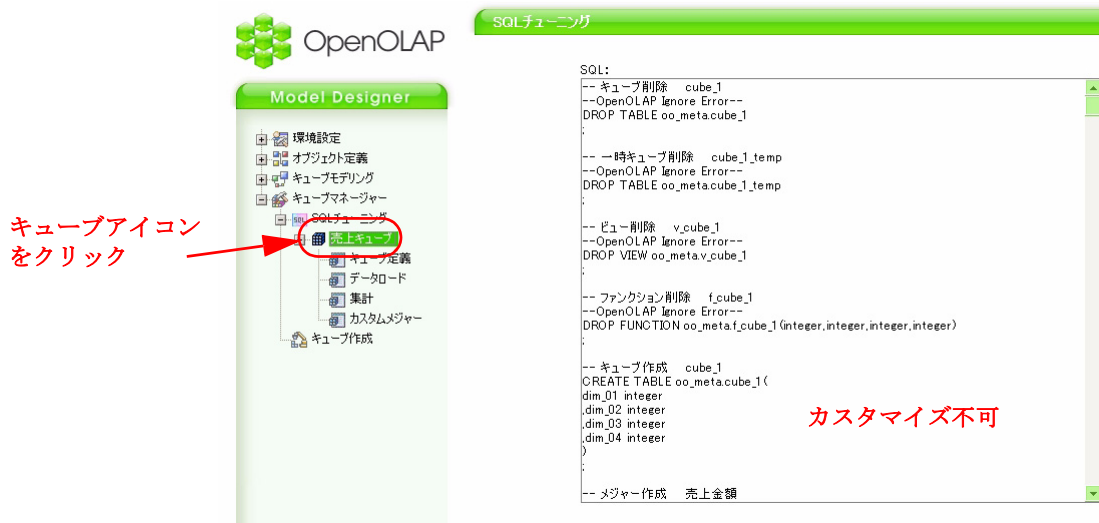 OpenOLAP
SQLチューニング
Model Designer
環境設定
オブジェクト定義
キューブモデリング
キューブマネージャー
SQL
SQLチューニング
売上キューブ
キューブ定義
データロード
集計
カスタムメジャー
キューブ作成
キューブアイコン
をクリック
SQL:
-- キューブ削除 cube_1
--OpenOLAP Ignore Error--
DROP TABLE oo_meta.cube_1
;
-- 一時キューブ削除 cube_1_temp
--OpenOLAP Ignore Error--
DROP TABLE oo_meta.cube_1_temp
;
-- ビュー削除 v_cube_1
--OpenOLAP Ignore Error--
DROP VIEW oo_meta.v_cube_1
;
-- ファンクション削除 f_cube_1
--OpenOLAP Ignore Error--
DROP FUNCTION oo_meta.f_cube_1(integer,integer,integer,integer)
;
-- キューブ作成 cube_1
CREATE TABLE oo_meta.cube_1(
dim_01 integer
,dim_02 integer
,dim_03 integer
,dim_04 integer
)
;
-- メジャー作成 売上金額
カスタマイズ不可